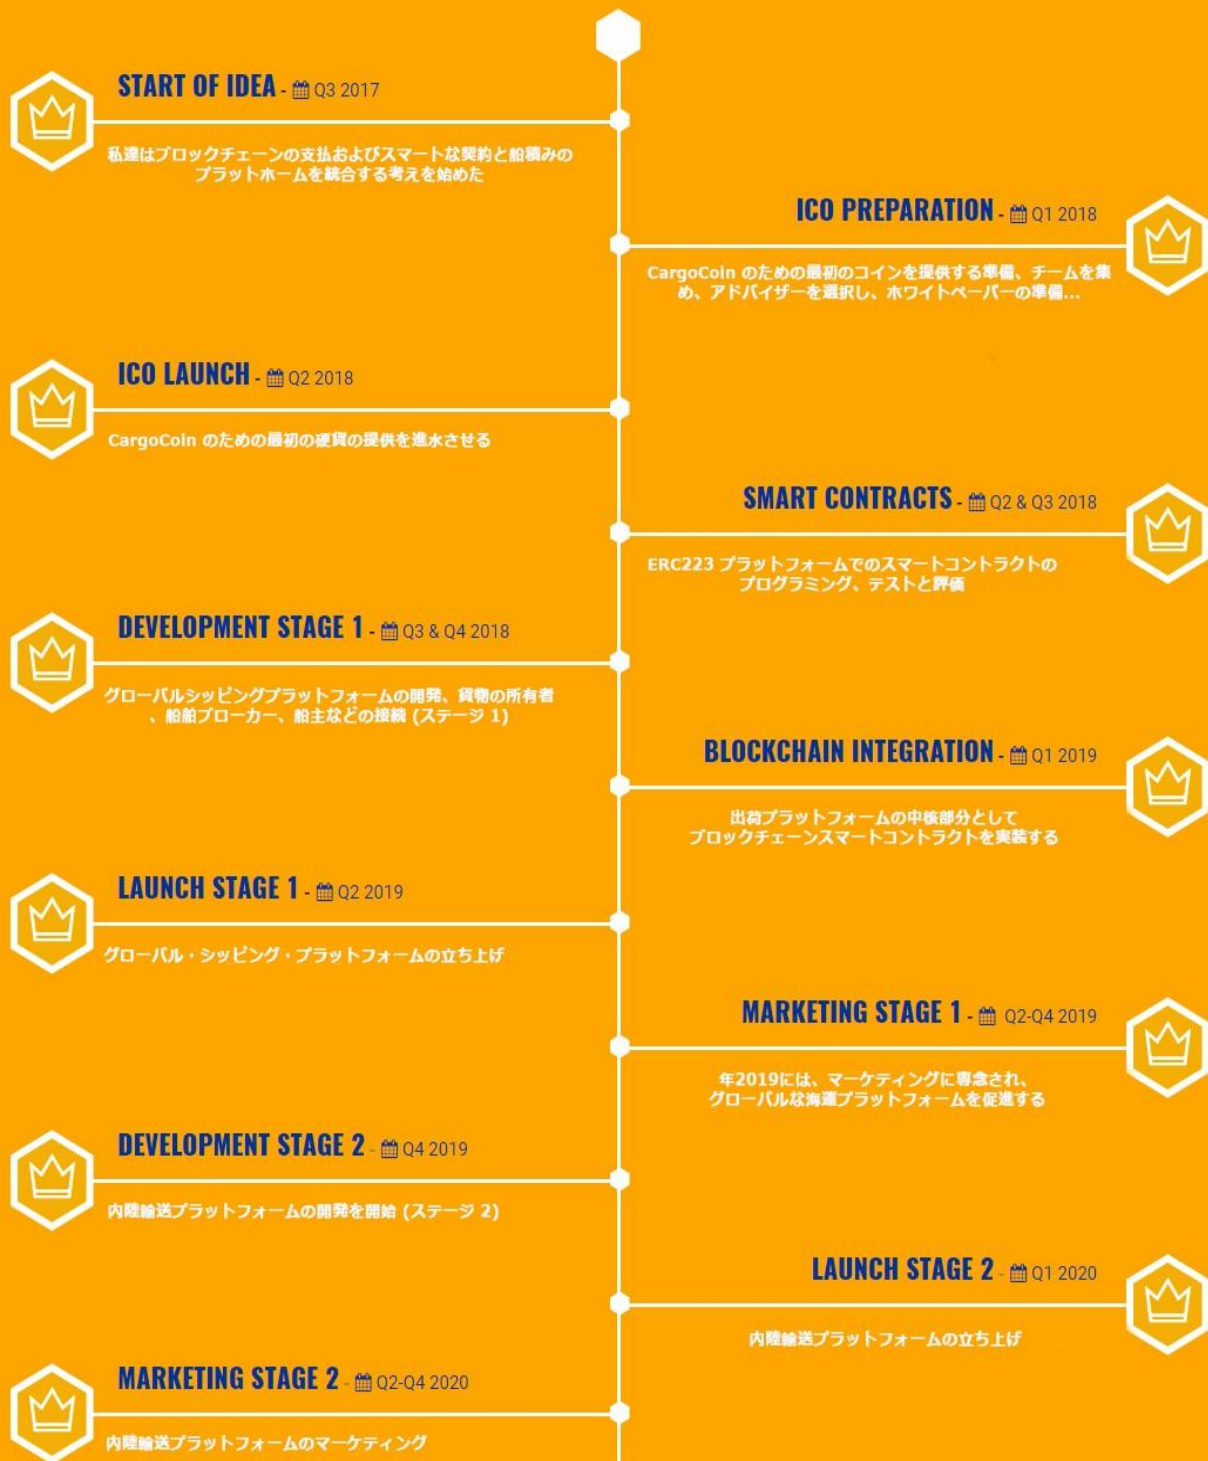 START OF IDEA - Q3 2017
私達はブロックチェーンの支払およびスマートな契約と船積みの
プラットホームを統合する考えを始めた
ICO PREPARATION - Q1 2018
CargoCoin のための最初のコインを提供する準備、チームを集
め、アドバイザーを選択し、ホワイトペーパーの準備...
ICO LAUNCH - Q2 2018
CargoCoin のための最初の硬貨の提供を進水させる
SMART CONTRACTS - Q2 & Q3 2018
ERC223 プラットフォームでのスマートコントラクトの
プログラミング、テストと評価
DEVELOPMENT STAGE 1 - Q3 & Q4 2018
グローバルシッピングプラットフォームの開発、貨物の所有者
、船舶ブローカー、船主などの接続 (ステージ 1)
BLOCKCHAIN INTEGRATION - Q1 2019
出荷プラットフォームの中核部分として
ブロックチェーンスマートコントラクトを実装する
LAUNCH STAGE 1 - Q2 2019
グローバル・シッピング・プラットフォームの立ち上げ
MARKETING STAGE 1 - Q2-Q4 2019
年2019には、マーケティングに専念され、
グローバルな海運プラットフォームを促進する
DEVELOPMENT STAGE 2 - Q4 2019
内陸輸送プラットフォームの開発を開始 (ステージ 2)
LAUNCH STAGE 2 - Q1 2020
内陸輸送プラットフォームの立ち上げ
MARKETING STAGE 2 - Q2-Q4 2020
内陸輸送プラットフォームのマーケティング